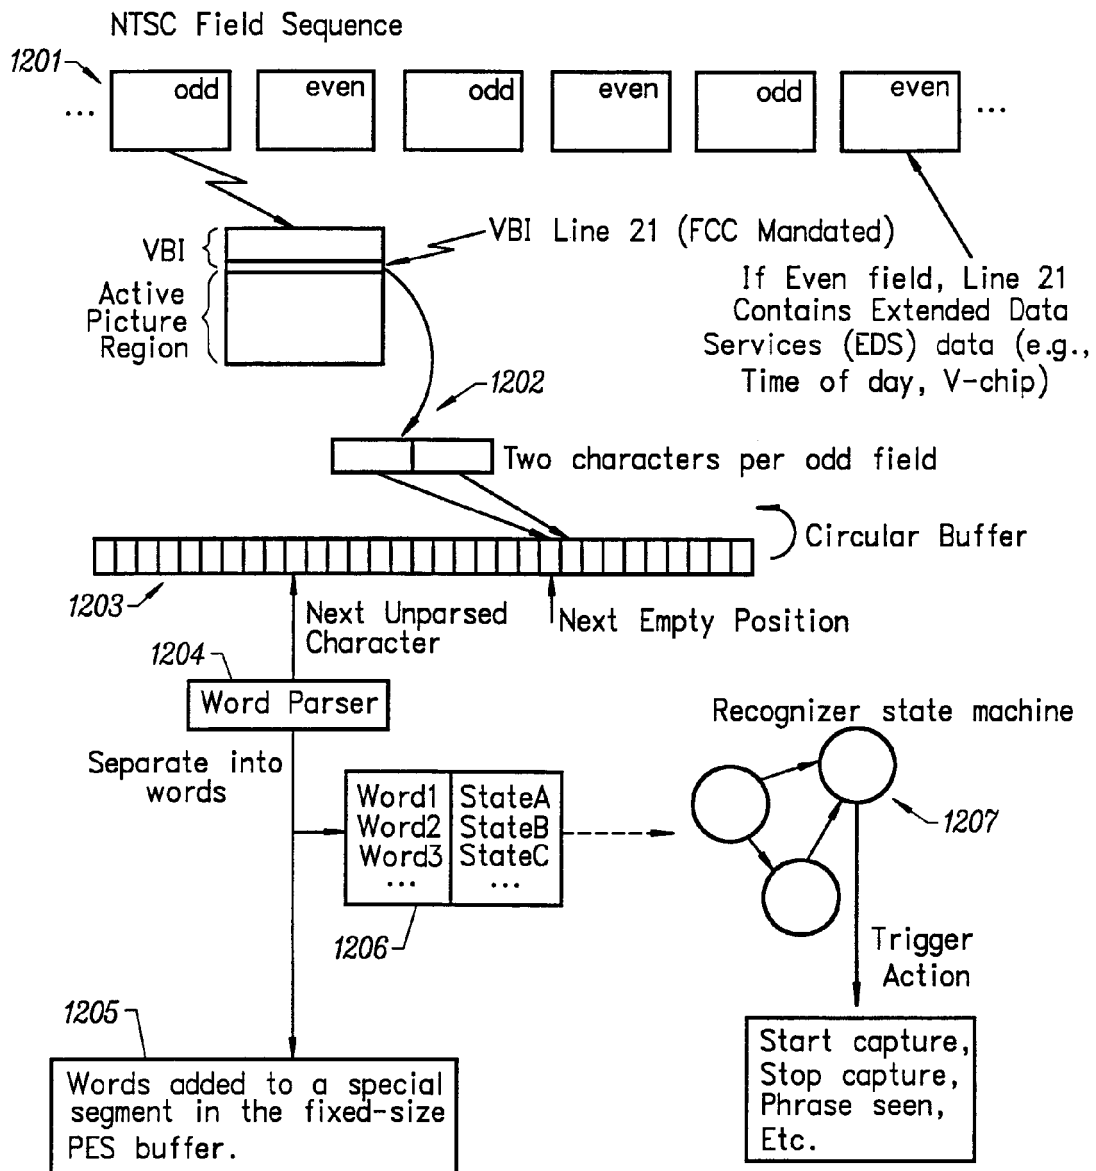 NTSC Field Sequence
1201
... odd even odd even odd even ...
VBI
VBI Line 21 (FCC Mandated)
Active
Picture
Region
If Even field, Line 21
Contains Extended Data
Services (EDS) data (e.g.,
Time of day, V-chip)
1202
Two characters per odd field
Circular Buffer
1203
Next Unparsed
Character
Next Empty Position
1204
Word Parser
Separate into
words
Recognizer state machine
Word1 StateA
Word2 StateB
Word3 StateC
... ...
1207
1206
Trigger
Action
1205
Words added to a special
segment in the fixed-size
PES buffer.
Start capture,
Stop capture,
Phrase seen,
Etc.